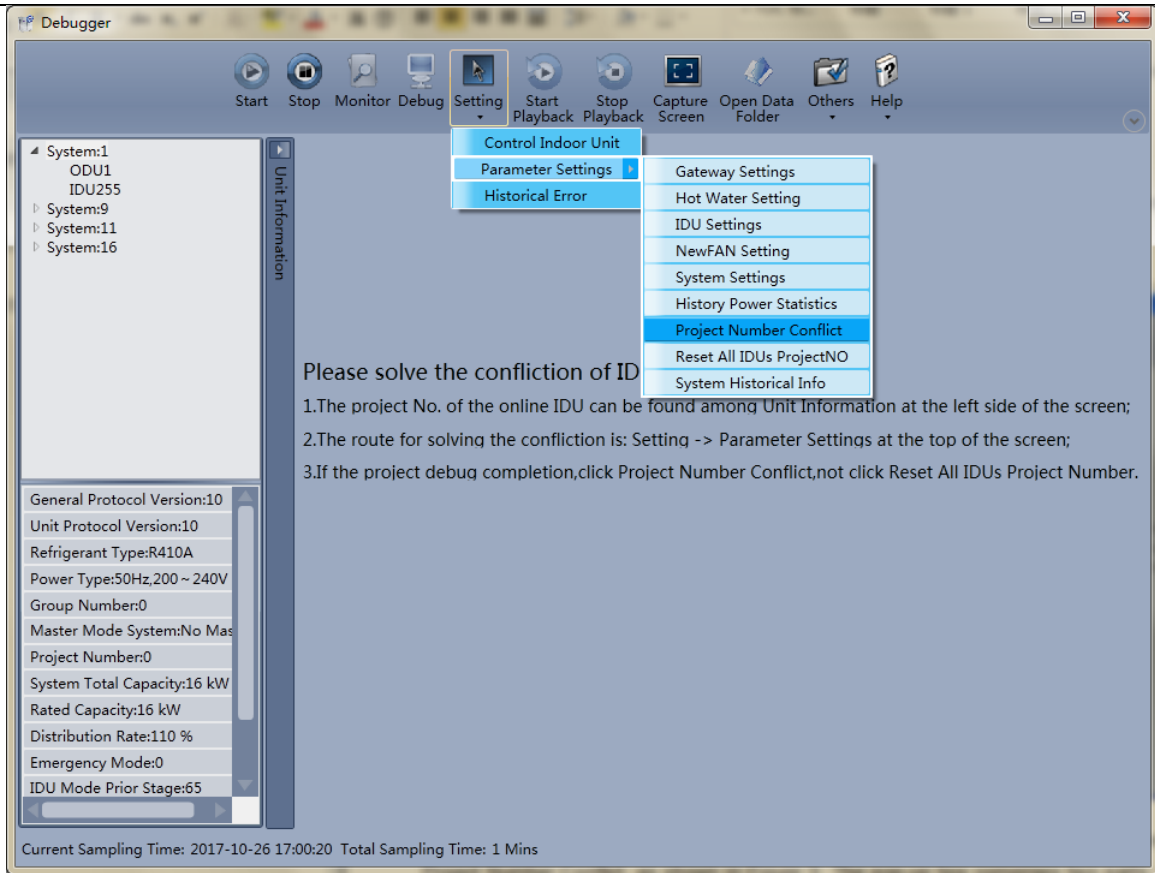 Debugger
Start Stop Monitor Debug Setting Start Playback Stop Playback Capture Screen Open Data Folder Others Help
Control Indoor Unit
Parameter Settings
Historical Error
Gateway Settings
Hot Water Setting
IDU Settings
NewFAN Setting
System Settings
History Power Statistics
Project Number Conflict
Reset All IDUs ProjectNO
System Historical Info
System:1
ODU1
IDU255
System:9
System:11
System:16
Unit Information
Please solve the confliction of ID
1.The project No. of the online IDU can be found among Unit Information at the left side of the screen;
2.The route for solving the confliction is: Setting -> Parameter Settings at the top of the screen;
3.If the project debug completion,click Project Number Conflict,not click Reset All IDUs Project Number.
General Protocol Version:10
Unit Protocol Version:10
Refrigerant Type:R410A
Power Type:50Hz,200～240V
Group Number:0
Master Mode System:No Mas
Project Number:0
System Total Capacity:16 kW
Rated Capacity:16 kW
Distribution Rate:110 %
Emergency Mode:0
IDU Mode Prior Stage:65
Current Sampling Time: 2017-10-26 17:00:20 Total Sampling Time: 1 Mins